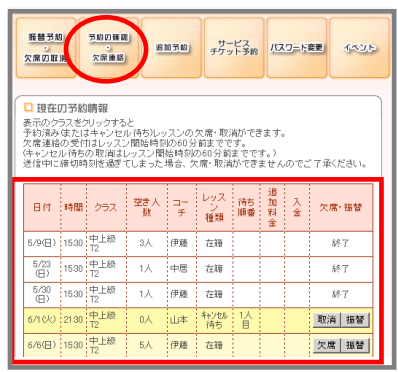 振替予約
・
欠席の取消
予約の確認
・
欠席連絡
追加予約
サービス
チケット予約
パスワード変更
イベント
現在の予約情報
表示のクラスをクリックすると
予約済み(またはキャンセル待ち)レッスンの欠席・取消ができます。
欠席連絡の受付はレッスン開始時刻の60分前までです。
(キャンセル待ちの取消はレッスン開始時刻の60分前までです。)
送信中に締切時刻を過ぎてしまった場合、欠席・取消ができませんのでご了承ください。
日付 時間 クラス 空き人数 コーチ レッスン種類 待ち順番 追加料金 入金 欠席・振替
5/9(日) 15:30 中上級T2 3人 伊藤 在籍 終了
5/23(日) 15:30 中上級T2 1人 中居 在籍 終了
5/30(日) 15:30 中上級T2 1人 伊藤 在籍 終了
6/1(火) 21:30 中上級T2 0人 山本 キャンセル待ち 1人目 取消 振替
6/6(日) 15:30 中上級T2 5人 伊藤 在籍 欠席 振替